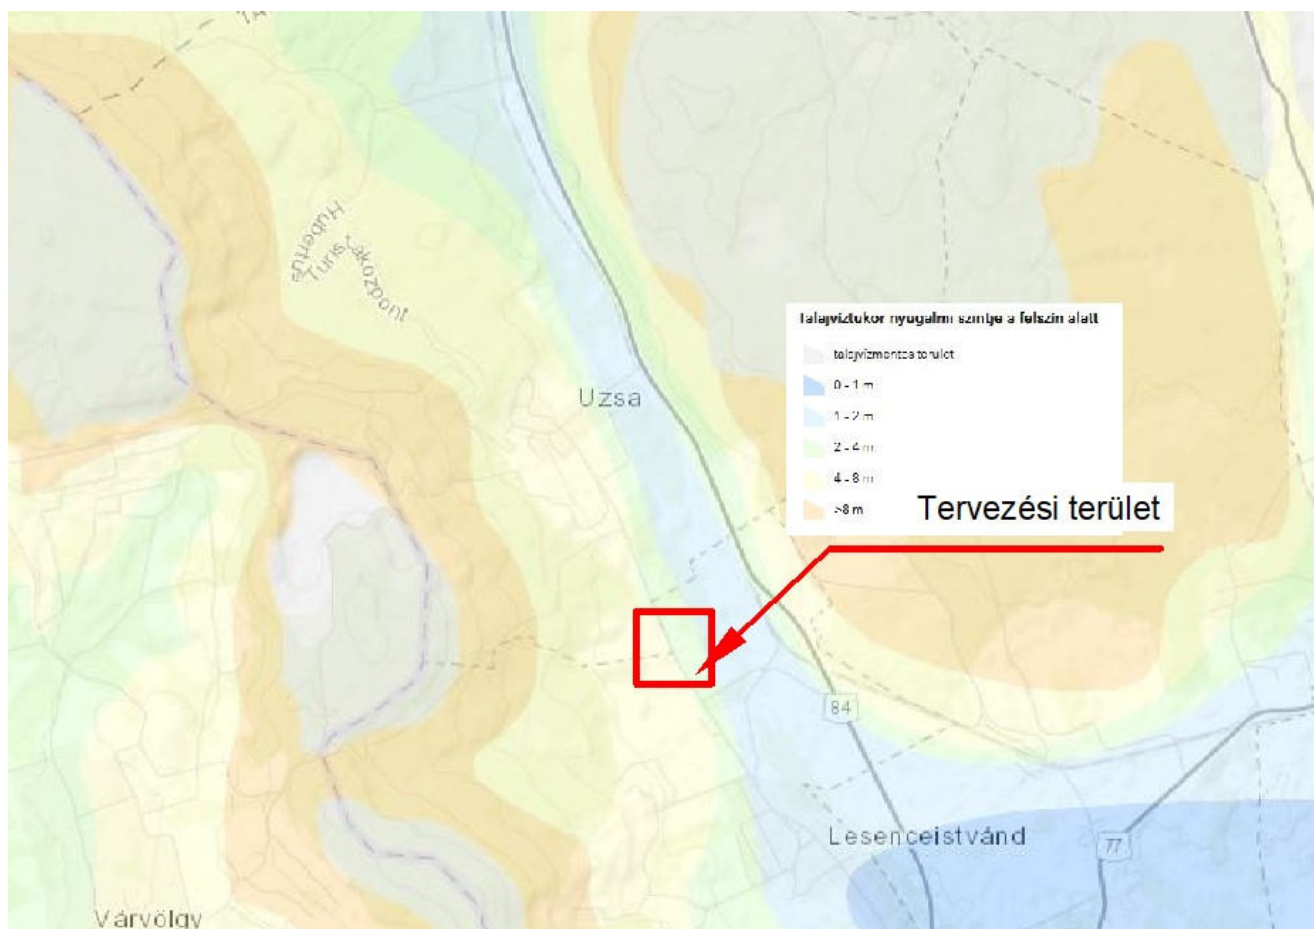 Hubertus
Turistaközpont
Uzsa
Talajvíztükör nyugalmi szintje a felszín alatt
talajvízmentes terület
0 - 1 m
1 - 2 m
2 - 4 m
4 - 8 m
>8 m
Tervezési terület
84
Lesenceistvánd
77
Várvölgy